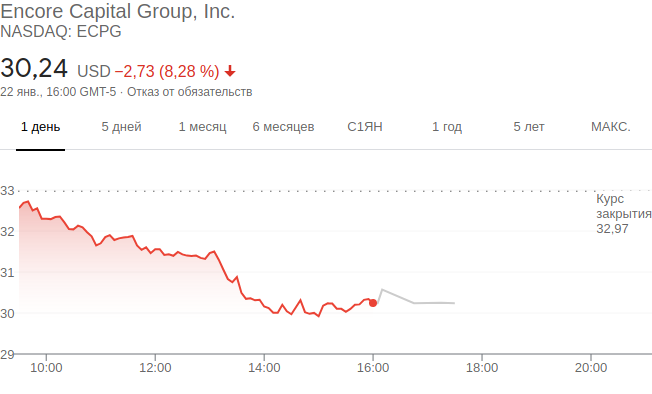 Encore Capital Group, Inc.
NASDAQ: ECPG
30,24 USD −2,73 (8,28 %)
22 янв., 16:00 GMT-5 · Отказ от обязательств
1 день 5 дней 1 месяц 6 месяцев С1ЯН 1 год 5 лет МАКС.
33
Курс
закрытия
32,97
32
31
30
29
10:00 12:00 14:00 16:00 18:00 20:00